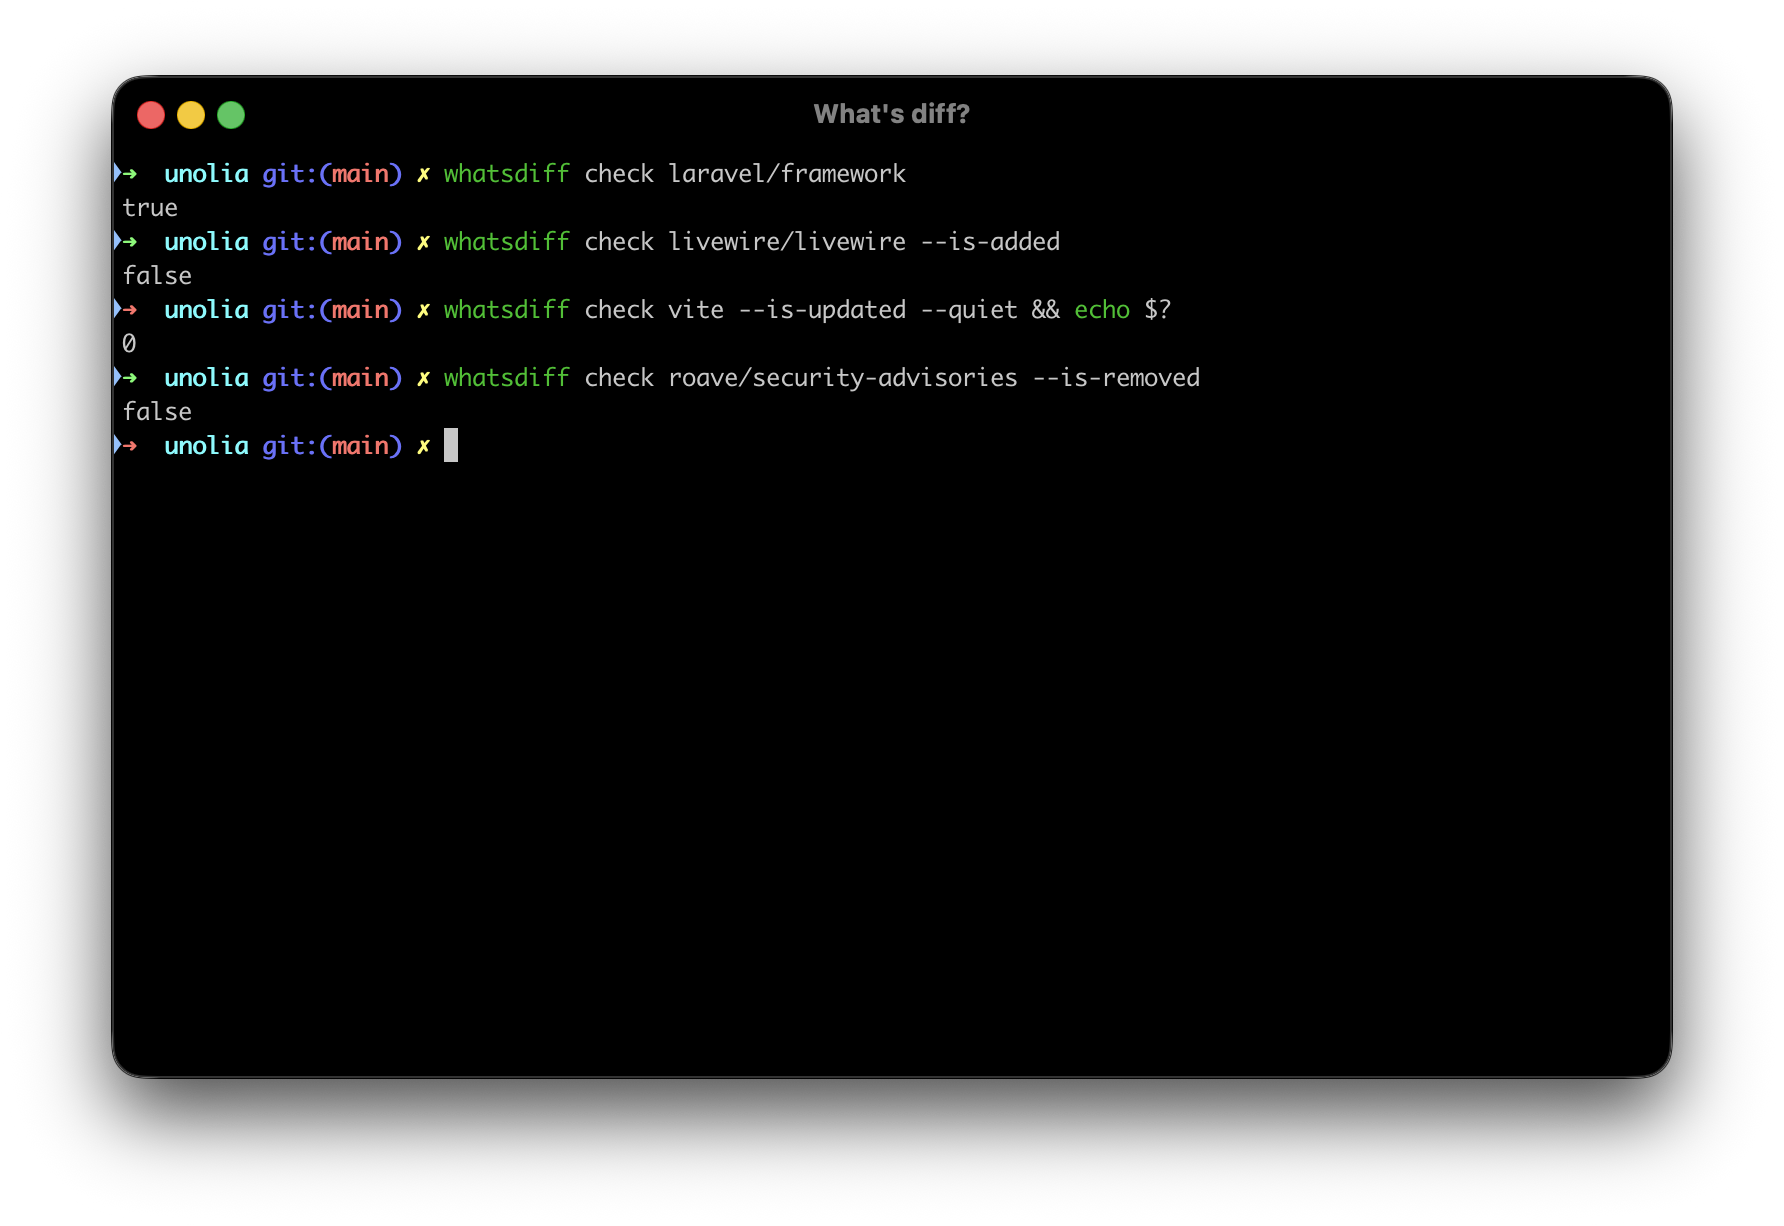 What's diff?
➜  unolia git:(main) ✗ whatsdiff check laravel/framework
true
➜  unolia git:(main) ✗ whatsdiff check livewire/livewire --is-added
false
➜  unolia git:(main) ✗ whatsdiff check vite --is-updated --quiet && echo $?
0
➜  unolia git:(main) ✗ whatsdiff check roave/security-advisories --is-removed
false
➜  unolia git:(main) ✗